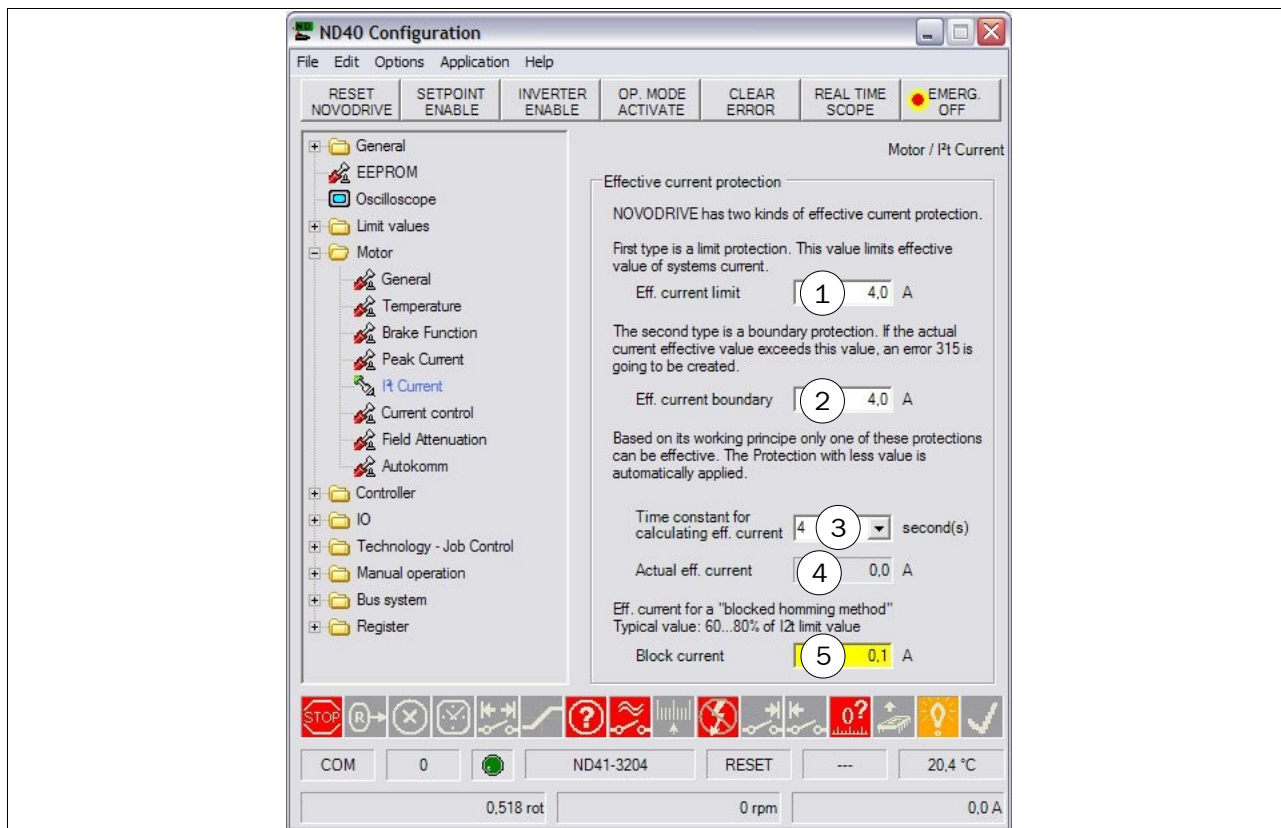 ND40 Configuration
File Edit Options Application Help
RESET NOVODRIVE
SETPOINT ENABLE
INVERTER ENABLE
OP. MODE ACTIVATE
CLEAR ERROR
REAL TIME SCOPE
EMERG. OFF
General
EEPROM
Oscilloscope
Limit values
Motor
General
Temperature
Brake Function
Peak Current
I²t Current
Current control
Field Attenuation
Autokomm
Controller
IO
Technology - Job Control
Manual operation
Bus system
Register
Motor / I²t Current
Effective current protection
NOVODRIVE has two kinds of effective current protection.
First type is a limit protection. This value limits effective
value of systems current.
Eff. current limit 1 4,0 A
The second type is a boundary protection. If the actual
current effective value exceeds this value, an error 315 is
going to be created.
Eff. current boundary 2 4,0 A
Based on its working principe only one of these protections
can be effective. The Protection with less value is
automatically applied.
Time constant for
calculating eff. current 4 3 second(s)
Actual eff. current 4 0,0 A
Eff. current for a "blocked homming method"
Typical value: 60...80% of I2t limit value
Block current 5 0,1 A
STOP R ? 0?
COM 0 ND41-3204 RESET --- 20,4 °C
0,518 rot 0 rpm 0,0 A